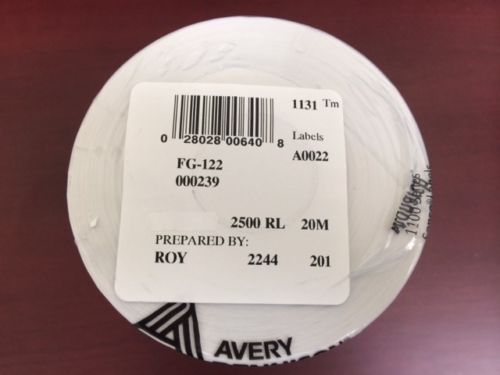 1131 Tm
0 28028 00640 8
Labels
FG-122
A0022
000239
2500 RL 20M
PREPARED BY:
ROY 2244 201
AVERY